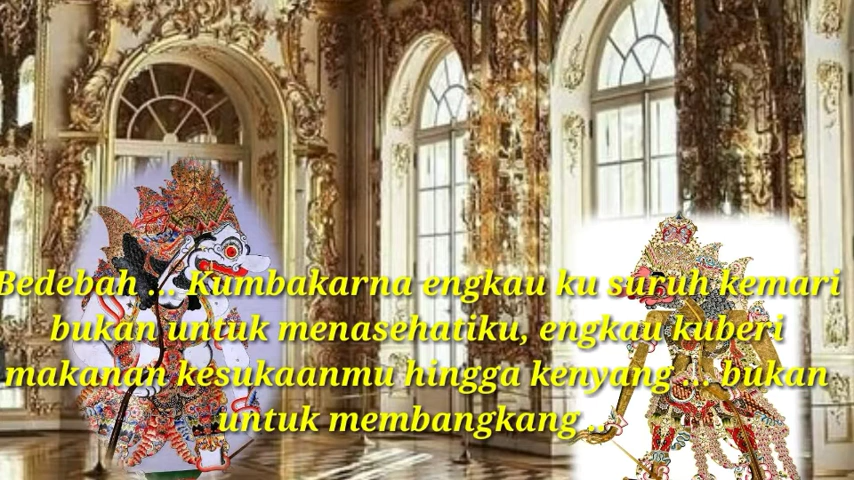 Bedebah ... Kumbakarna engkau ku suruh kemari
bukan untuk menasehatiku, engkau kuberi
makanan kesukaanmu hingga kenyang ... bukan
untuk membangkang ..